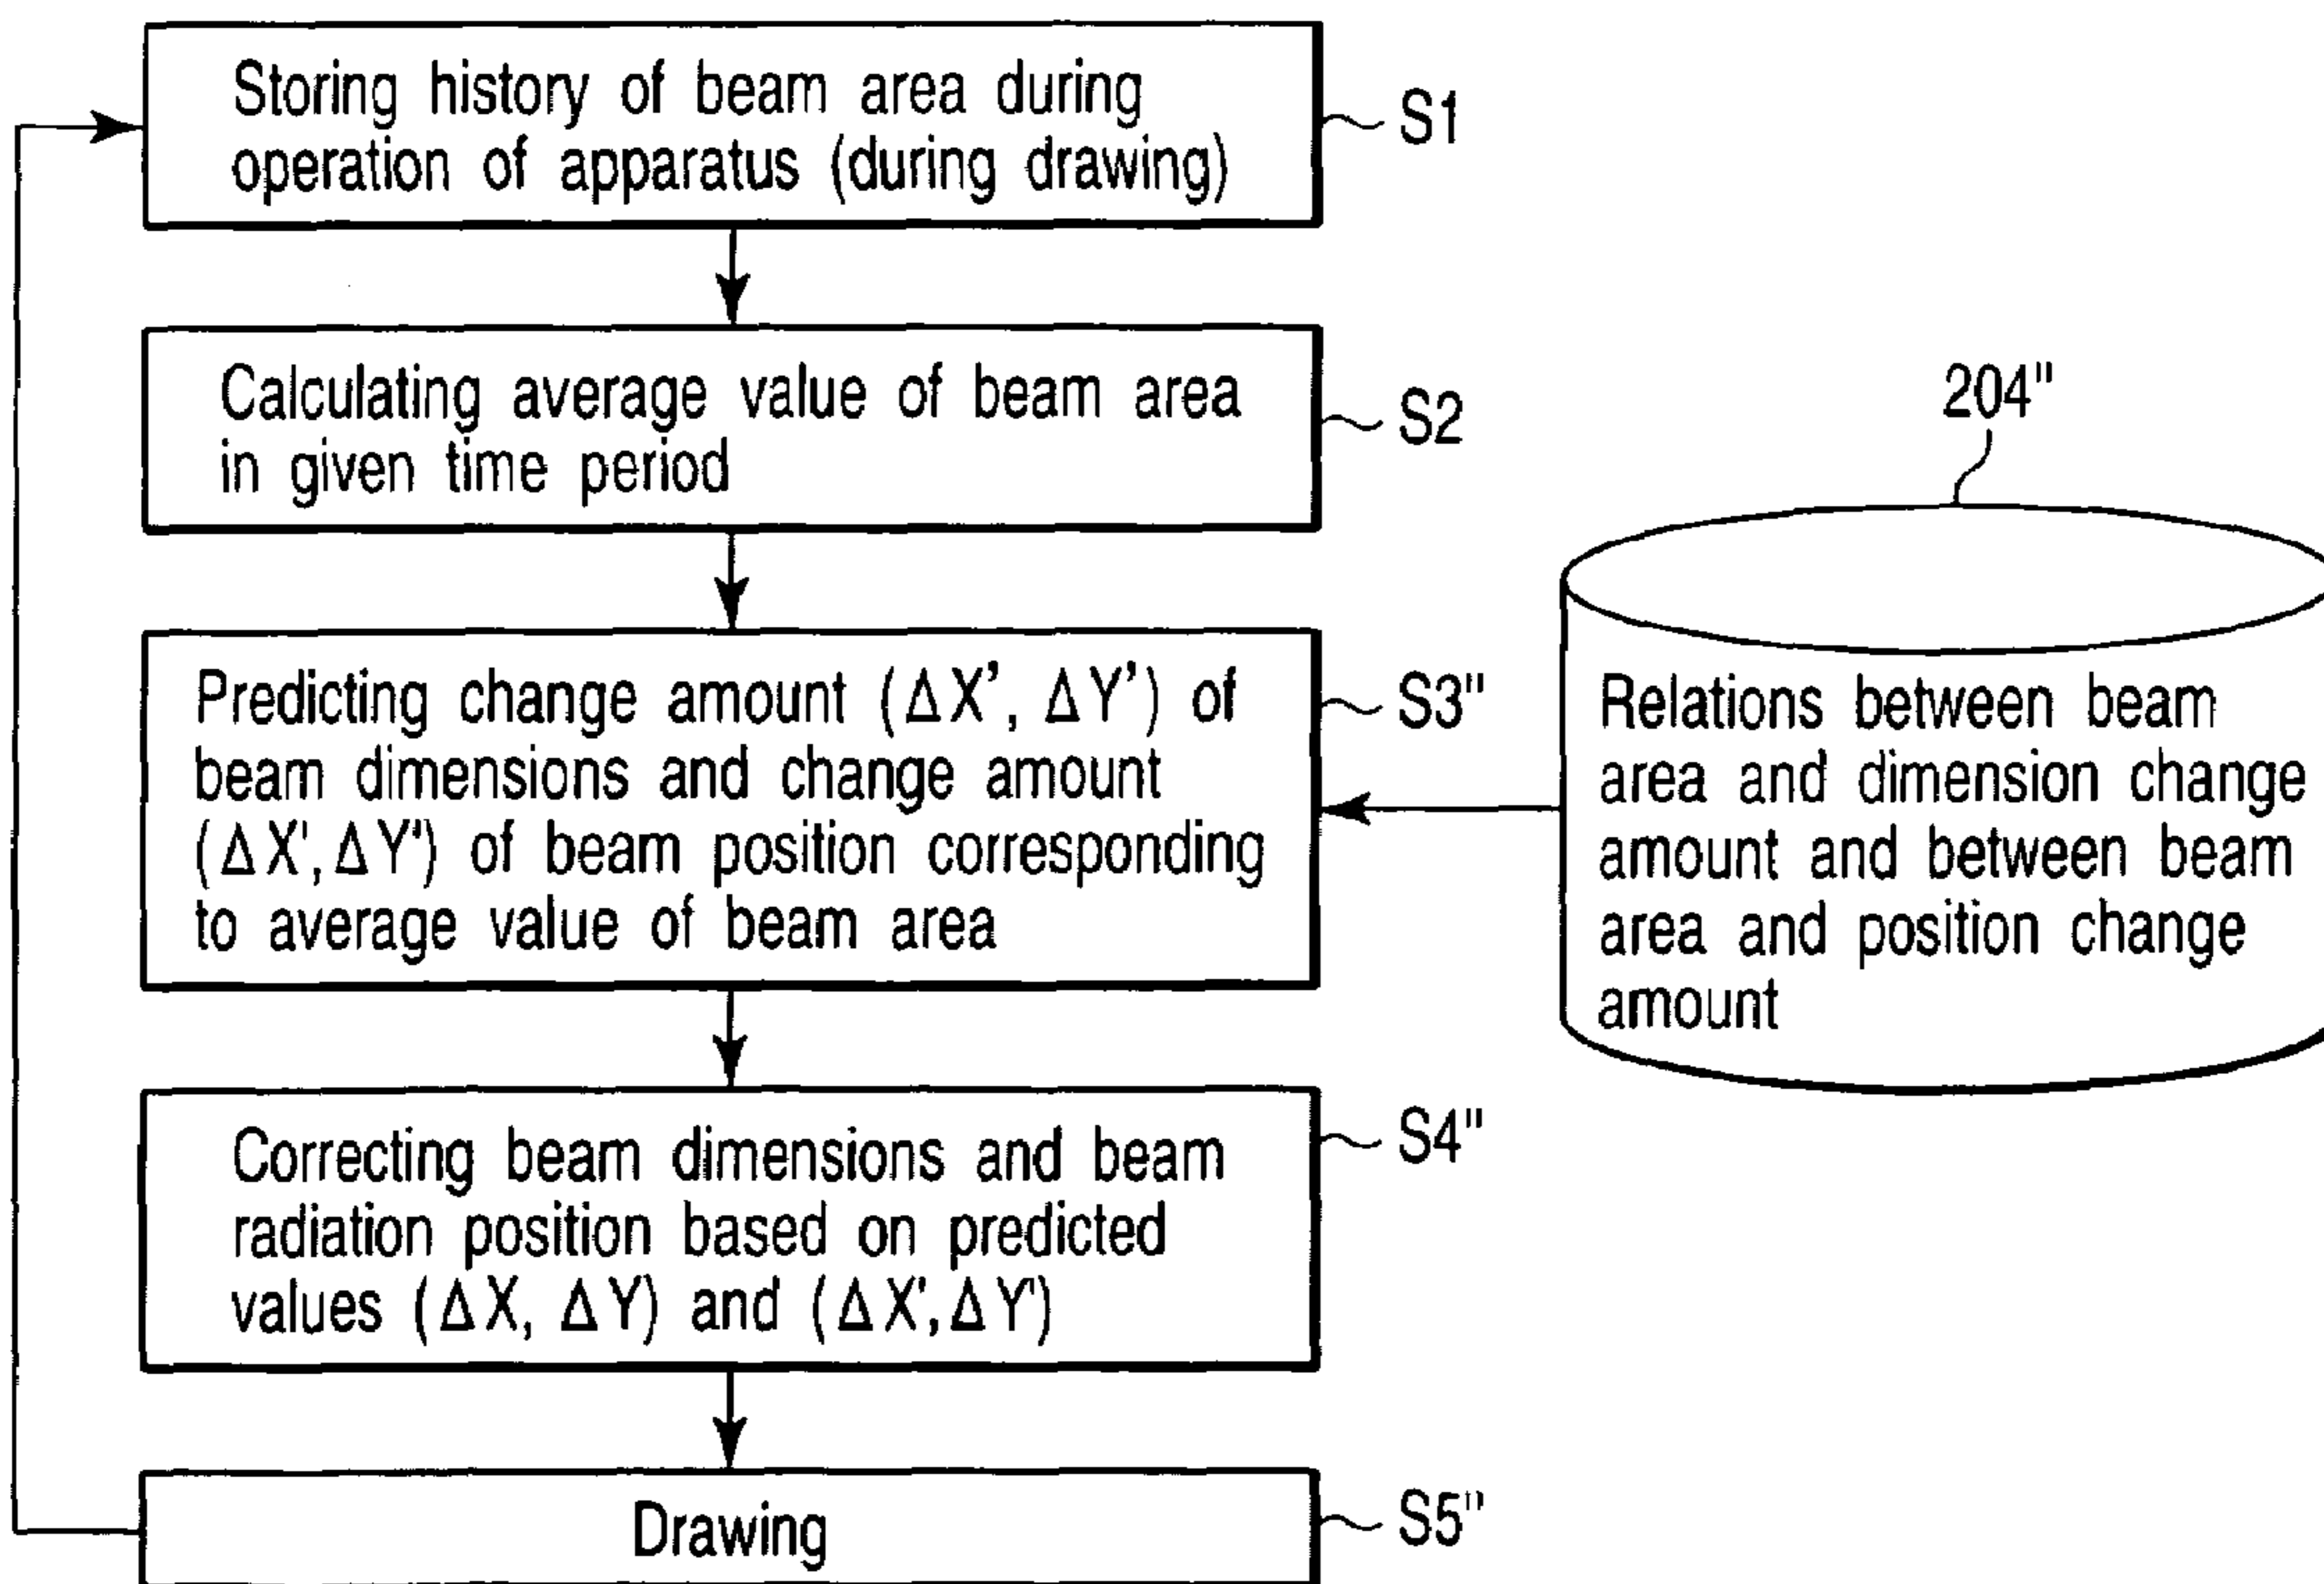 Storing history of beam area during
operation of apparatus (during drawing)
S1
Calculating average value of beam area
in given time period
S2
204"
Predicting change amount (ΔX', ΔY') of
beam dimensions and change amount
(ΔX', ΔY') of beam position corresponding
to average value of beam area
S3"
Relations between beam
area and dimension change
amount and between beam
area and position change
amount
Correcting beam dimensions and beam
radiation position based on predicted
values (ΔX, ΔY) and (ΔX', ΔY')
S4"
Drawing
S5"